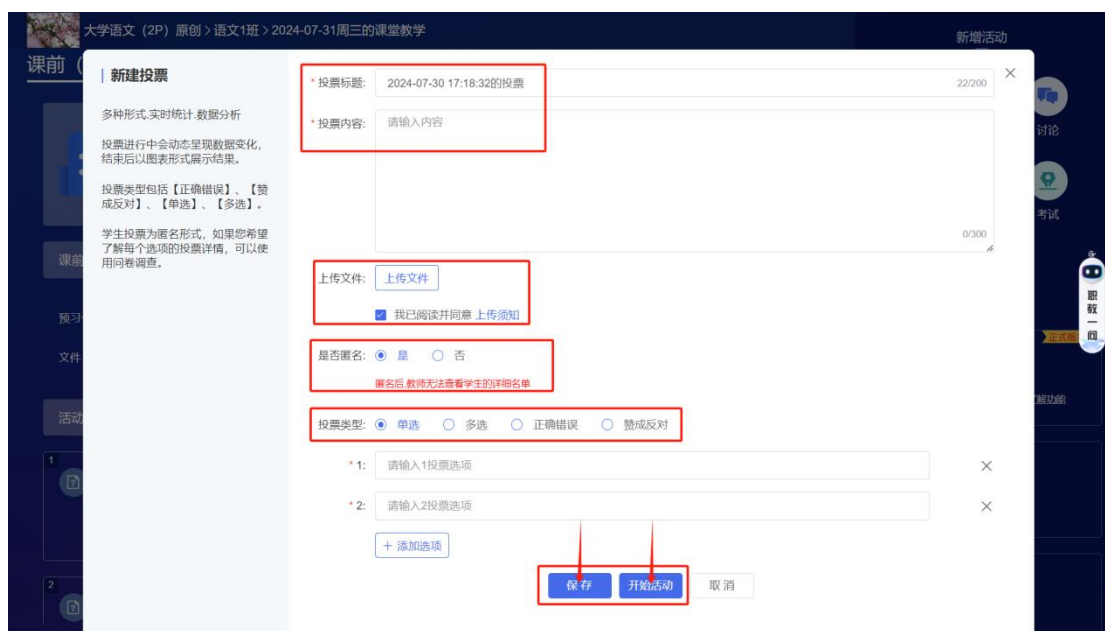 大学语文（2P）原创>语文1班>2024-07-31周三的课堂教学
新增活动
课前（
新建投票
多种形式.实时统计.数据分析
投票进行中会动态呈现数据变化，
结束后以图表形式展示结果。
投票类型包括【正确错误】、【赞
成反对】、【单选】、【多选】。
学生投票为匿名形式，如果您希望
了解每个选项的投票详情，可以使
用问卷调查。
* 投票标题: 2024-07-30 17:18:32的投票 22/200
* 投票内容: 请输入内容
0/300
上传文件: 上传文件
我已阅读并同意 上传须知
是否匿名: 是 否
匿名后,教师无法查看学生的详细名单
投票类型: 单选 多选 正确错误 赞成反对
* 1: 请输入1投票选项
* 2: 请输入2投票选项
+ 添加选项
保存 开始活动 取消
讨论
考试
职教一问
正式版
了解功能
课前
预习
文件
活动
1
2